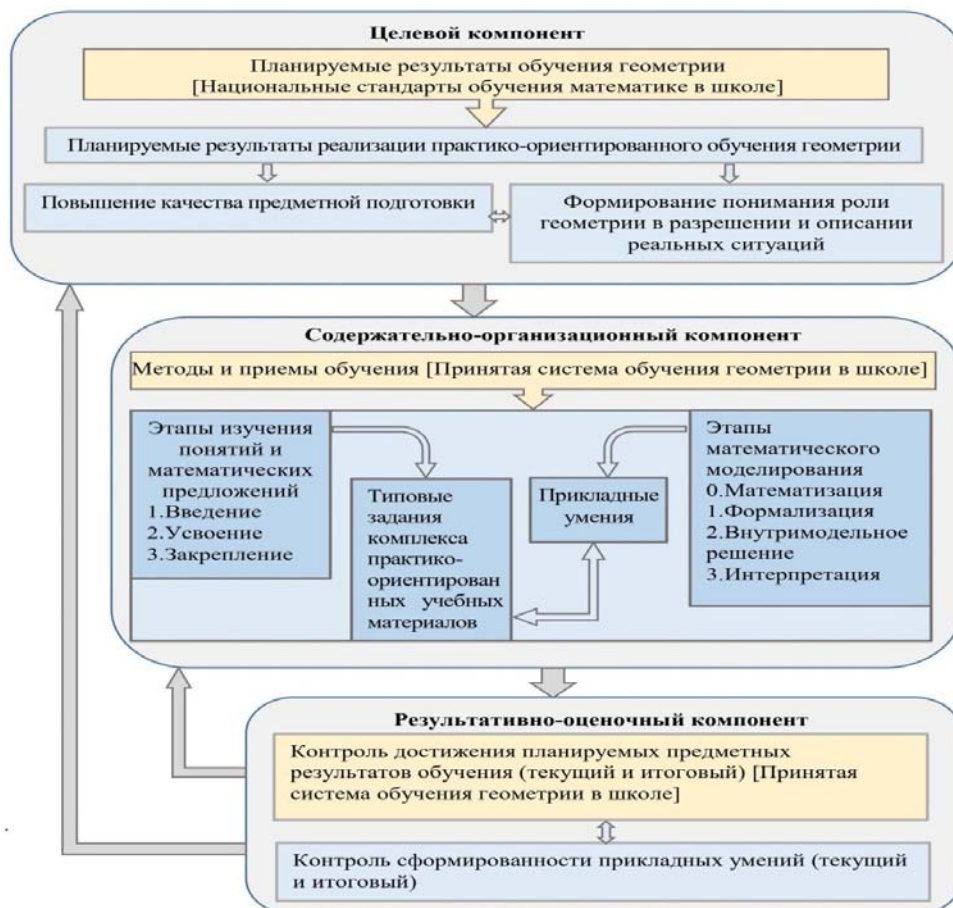 Целевой компонент
Планируемые результаты обучения геометрии
[Национальные стандарты обучения математике в школе]
Планируемые результаты реализации практико-ориентированного обучения геометрии
Повышение качества предметной подготовки
Формирование понимания роли
геометрии в разрешении и описании
реальных ситуаций
Содержательно-организационный компонент
Методы и приемы обучения [Принятая система обучения геометрии в школе]
Этапы изучения
понятий и
математических
предложений
1.Введение
2.Усвоение
3.Закрепление
Типовые
задания
комплекса
практико-
ориентирован
ных учебных
материалов
Прикладные
умения
Этапы
математического
моделирования
0.Математизация
1.Формализация
2.Внутримодельное
решение
3.Интерпретация
Результативно-оценочный компонент
Контроль достижения планируемых предметных
результатов обучения (текущий и итоговый) [Принятая
система обучения геометрии в школе]
Контроль сформированности прикладных умений (текущий
и итоговый)